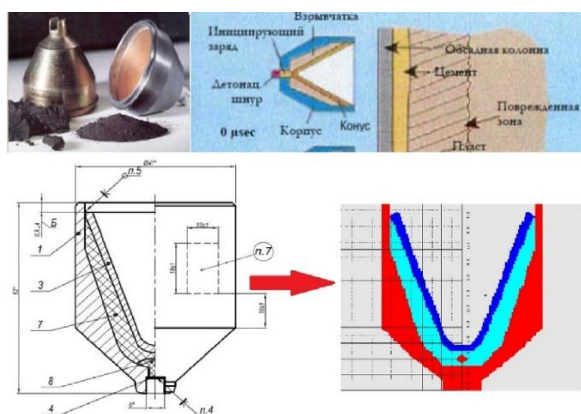 Взрывчатка
Инициирующий
заряд
Детонац.
шнур
0 μsec
Корпус
Конус
Обсадная колонна
Цемент
Поврежденная
зона
Пласт
п.5
Б
1
3
7
8
4
п.7
п.4